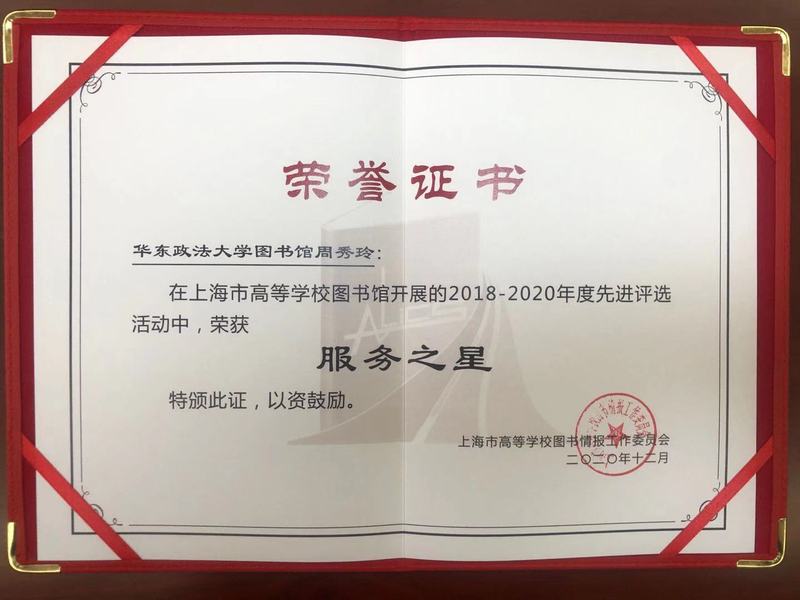 荣誉证书
华东政法大学图书馆周秀玲：
在上海市高等学校图书馆开展的2018-2020年度先进评选
活动中，荣获
服务之星
特颁此证，以资鼓励。
上海市高等学校图书情报工作委员会
二〇二〇年十二月